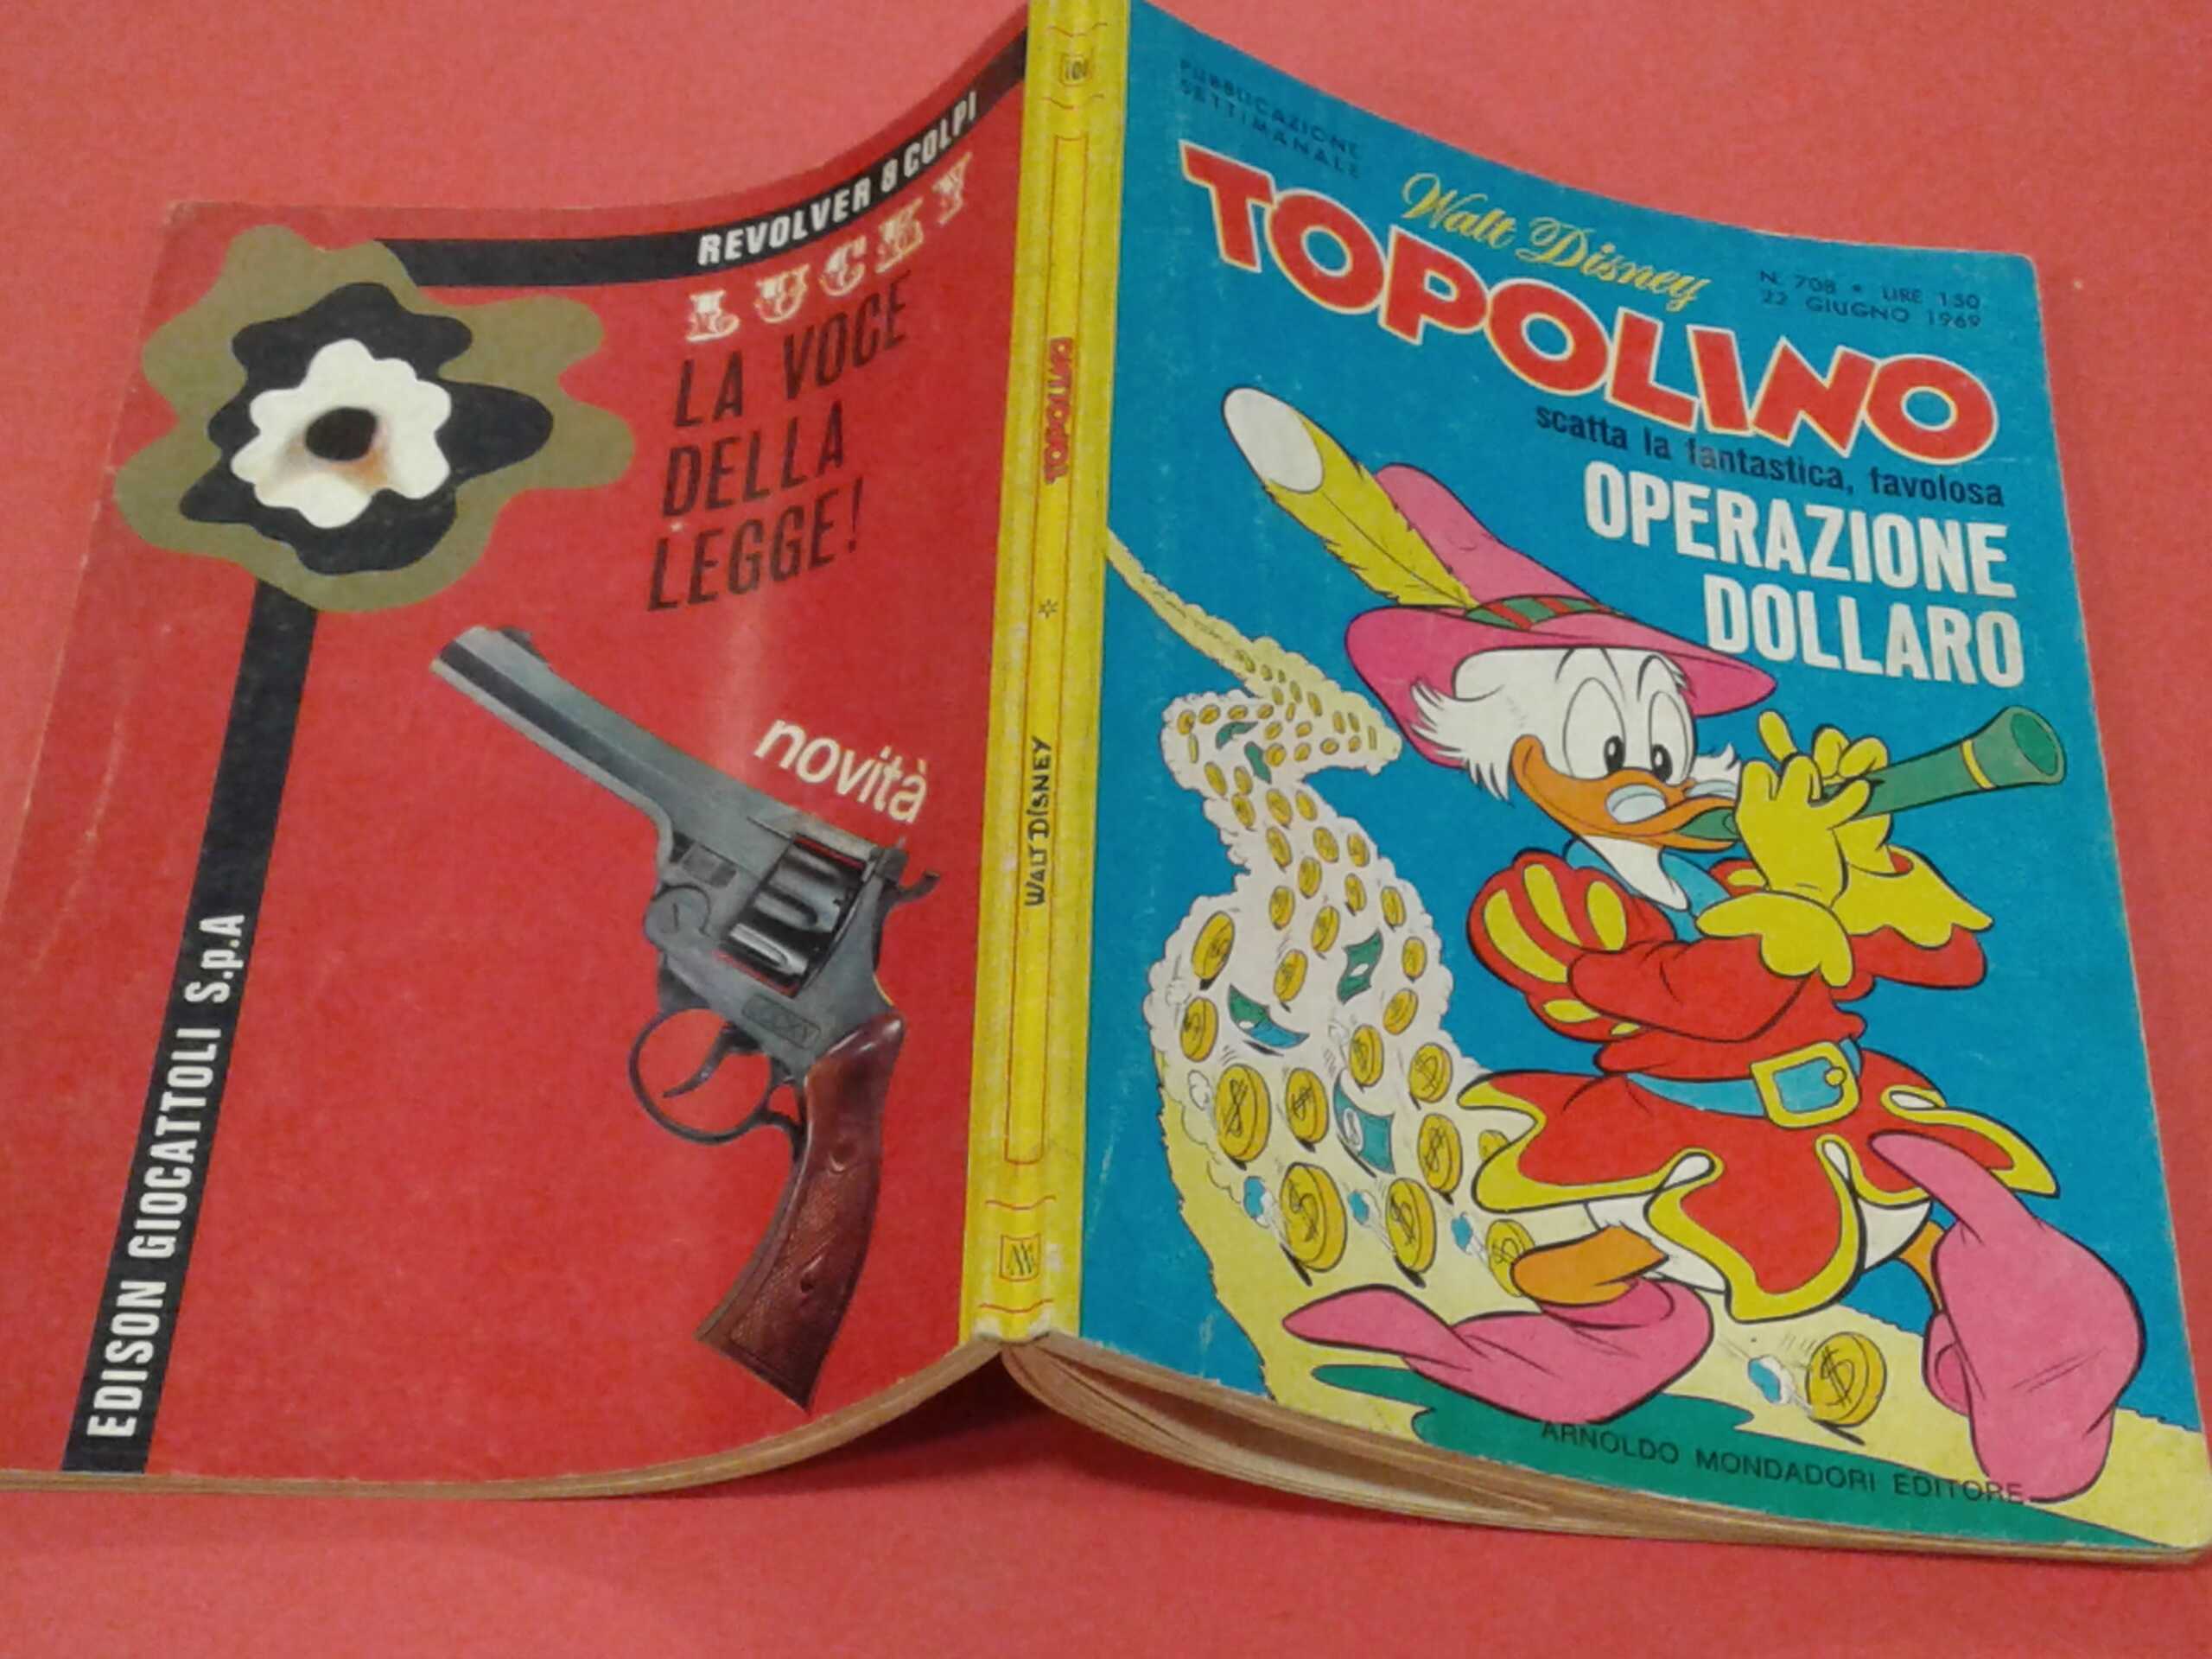 REVOLVER 8 COLPI
LUCKY
LA VOCE
DELLA
LEGGE!
novità
EDISON GIOCATTOLI S.p.A
TOPOLINO
WALT DISNEY
PUBBLICAZIONE
SETTIMANALE
Walt Disney
TOPOLINO
N. 708 • LIRE 150
22 GIUGNO 1969
scatta la fantastica, favolosa
OPERAZIONE
DOLLARO
ARNOLDO MONDADORI EDITORE